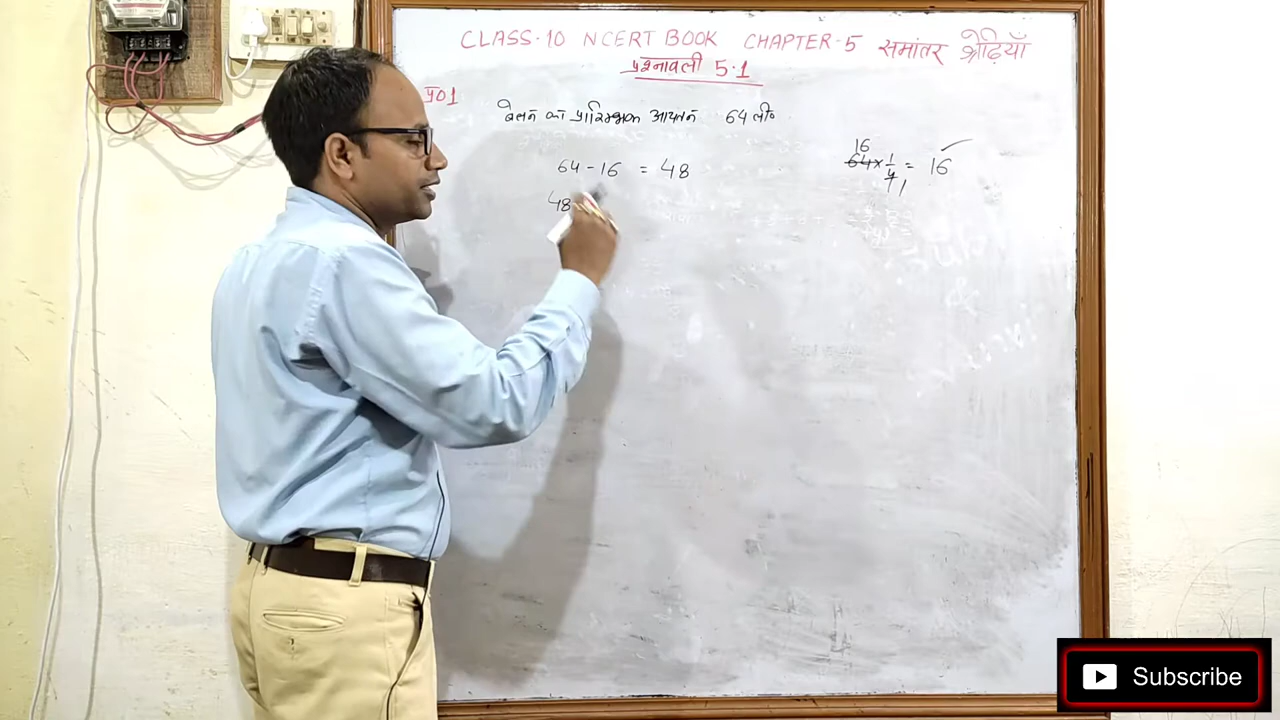 CLASS-10 NCERT BOOK CHAPTER-5 समांतर श्रेढ़ियाँ
प्रश्नावली 5.1
प्र01
बेलन का प्रारम्भिक आयतन 64 ली०
64 - 16 = 48
48
16
64 × 1/4 = 16
1
Subscribe